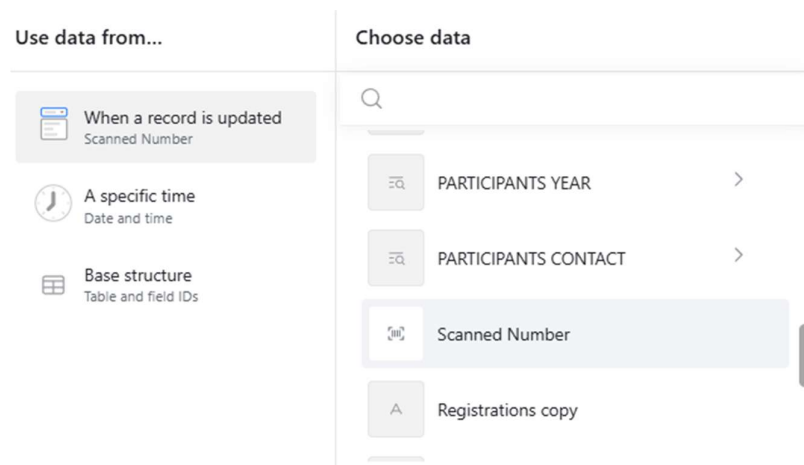 Use data from...
Choose data
When a record is updated
Scanned Number
A specific time
Date and time
Base structure
Table and field IDs
PARTICIPANTS YEAR
PARTICIPANTS CONTACT
Scanned Number
A
Registrations copy